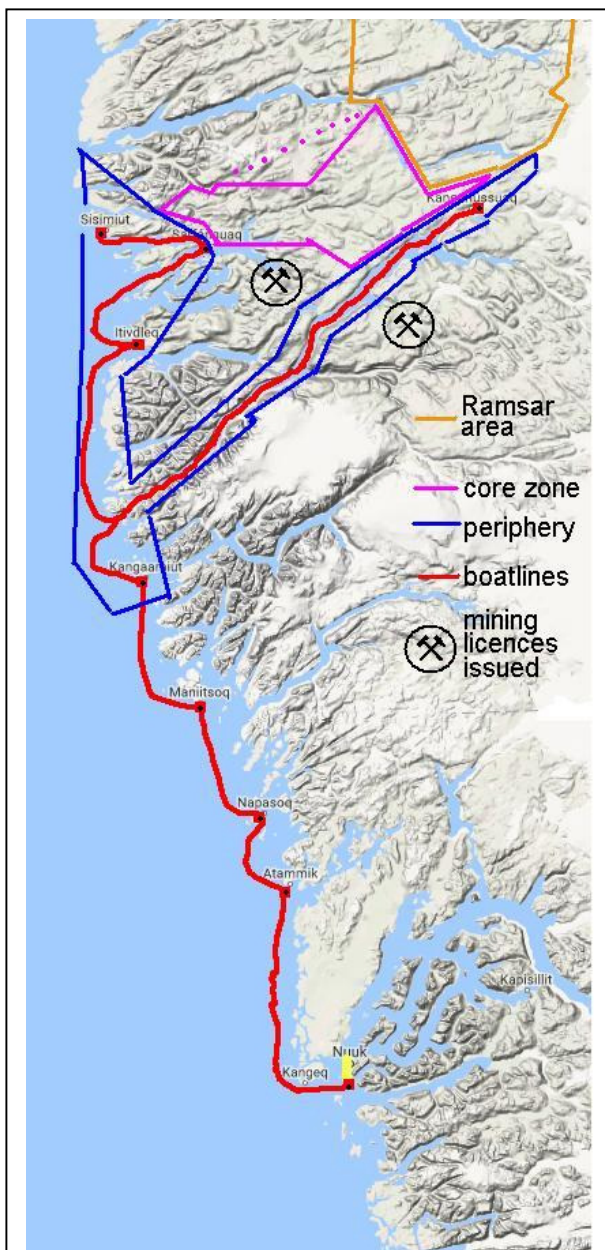 Sisimiut
Kangerlussuaq
Sarfannguaq
Itivdleq
Ramsar
area
core zone
periphery
boatlines
Kangaamiut
mining
licences
issued
Maniitsoq
Napasoq
Atammik
Kapisillit
Nuuk
Kangeq